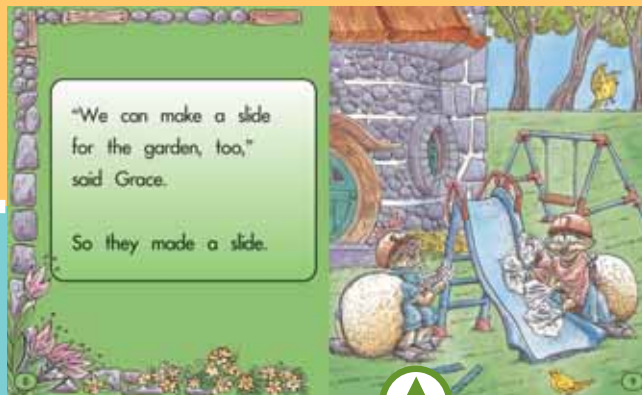 "We can make a slide
for the garden, too,"
said Grace.
So they made a slide.